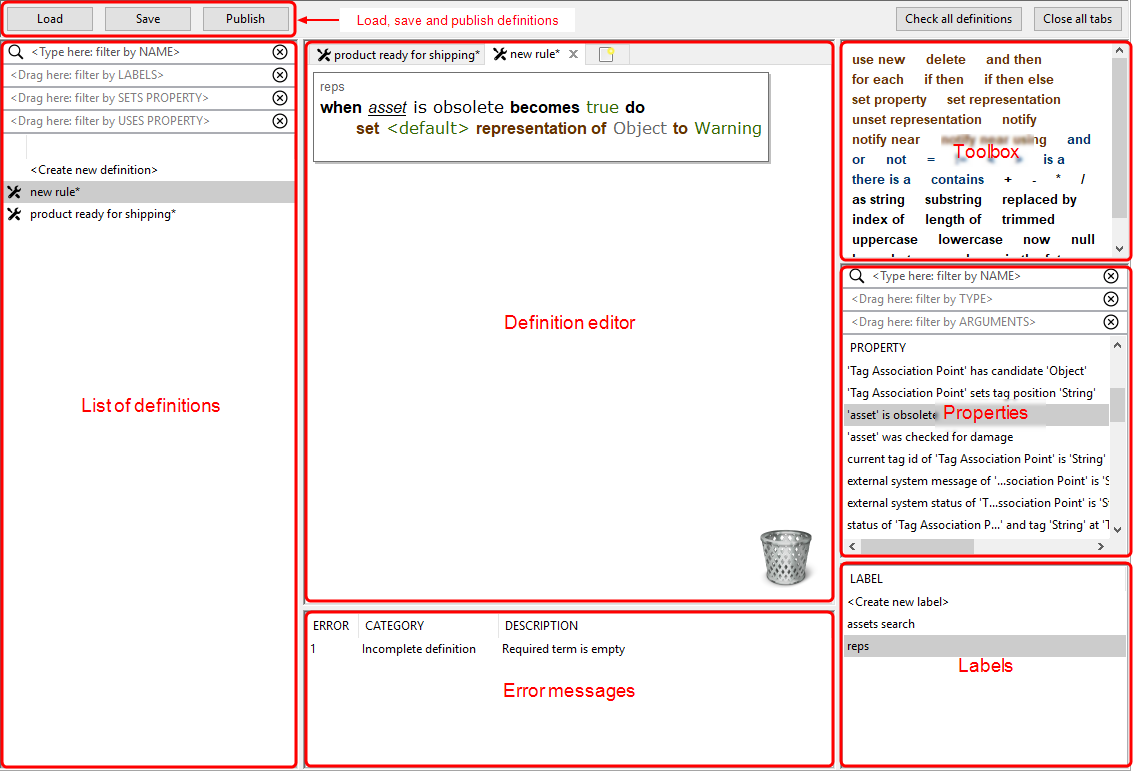 Load Save Publish Load, save and publish definitions Check all definitions Close all tabs
<Type here: filter by NAME>
<Drag here: filter by LABELS>
<Drag here: filter by SETS PROPERTY>
<Drag here: filter by USES PROPERTY>
<Create new definition>
new rule*
product ready for shipping*
List of definitions
product ready for shipping* new rule*
reps
when asset is obsolete becomes true do
set <default> representation of Object to Warning
Definition editor
ERROR CATEGORY DESCRIPTION
1 Incomplete definition Required term is empty
Error messages
use new delete and then
for each if then if then else
set property set representation
unset representation notify
notify near notify near using and
or not = is a
Toolbox
there is a contains + - * /
as string substring replaced by
index of length of trimmed
uppercase lowercase now null
<Type here: filter by NAME>
<Drag here: filter by TYPE>
<Drag here: filter by ARGUMENTS>
PROPERTY
'Tag Association Point' has candidate 'Object'
'Tag Association Point' sets tag position 'String'
'asset' is obsolete
Properties
'asset' was checked for damage
current tag id of 'Tag Association Point' is 'String'
external system message of '...sociation Point' is 'S
external system status of 'T...ssociation Point' is 'S
status of 'Tag Association P...' and tag 'String' at 'T
LABEL
<Create new label>
assets search
reps
Labels